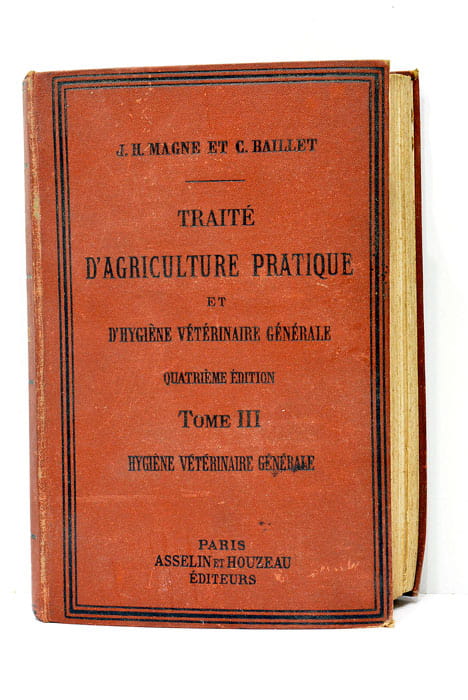 J. H. MAGNE ET C. BAILLET
TRAITÉ
D'AGRICULTURE PRATIQUE
ET
D'HYGIÈNE VÉTÉRINAIRE GÉNÉRALE
QUATRIÈME ÉDITION
TOME III
HYGIÈNE VÉTÉRINAIRE GÉNÉRALE
PARIS
ASSELIN ET HOUZEAU
ÉDITEURS